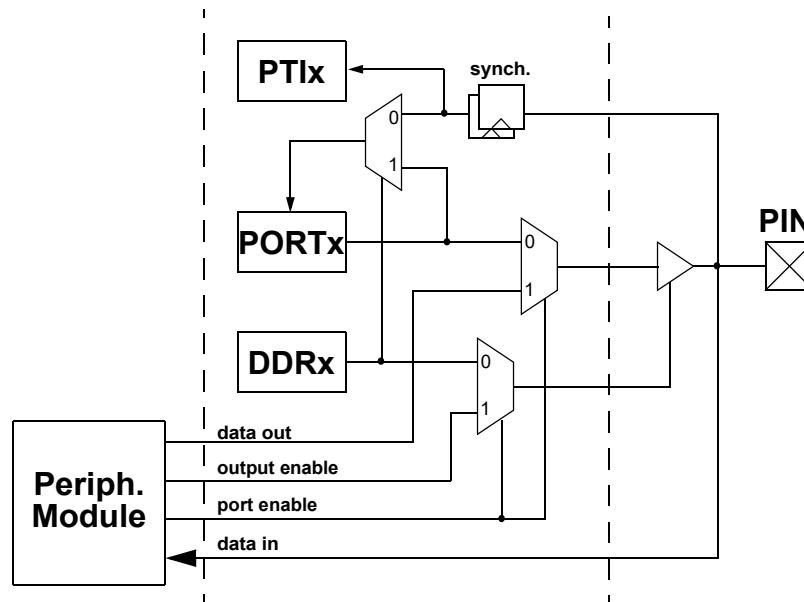 PTIx
synch.
0
1
PORTx
0
1
PIN
DDRx
0
1
data out
output enable
port enable
data in
Periph.
Module